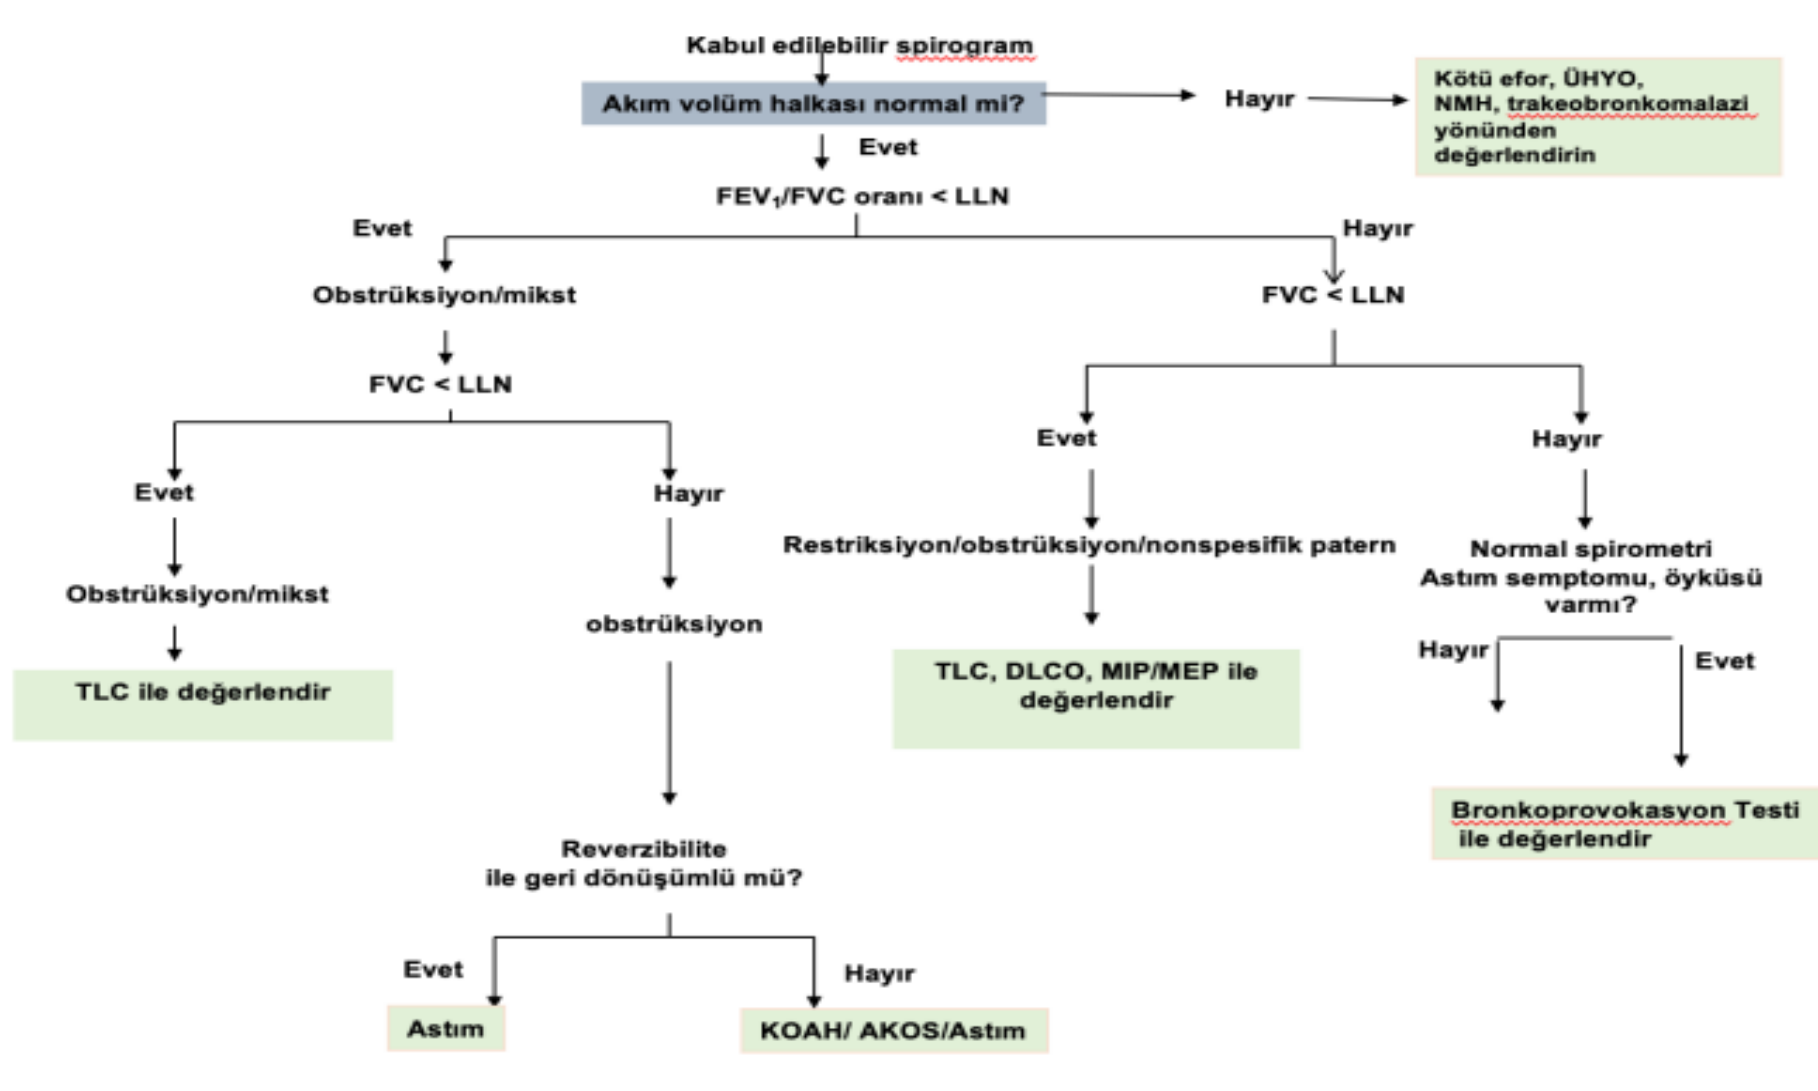 Kabul edilebilir spirogram
Akım volüm halkası normal mi?
Hayır
Kötü efor, ÜHYO,
NMH, trakeobronkomalazi
yönünden
değerlendirin
Evet
FEV₁/FVC oranı < LLN
Evet
Hayır
Obstrüksiyon/mikst
FVC < LLN
FVC < LLN
Evet
Hayır
Evet
Hayır
Restriksiyon/obstrüksiyon/nonspesifik patern
Normal spirometri
Astım semptomu, öyküsü
varmı?
Obstrüksiyon/mikst
obstrüksiyon
Hayır
Evet
TLC ile değerlendir
TLC, DLCO, MIP/MEP ile
değerlendir
Bronkoprovokasyon Testi
ile değerlendir
Reverzibilite
ile geri dönüşümlü mü?
Evet
Hayır
Astım
KOAH/ AKOS/Astım